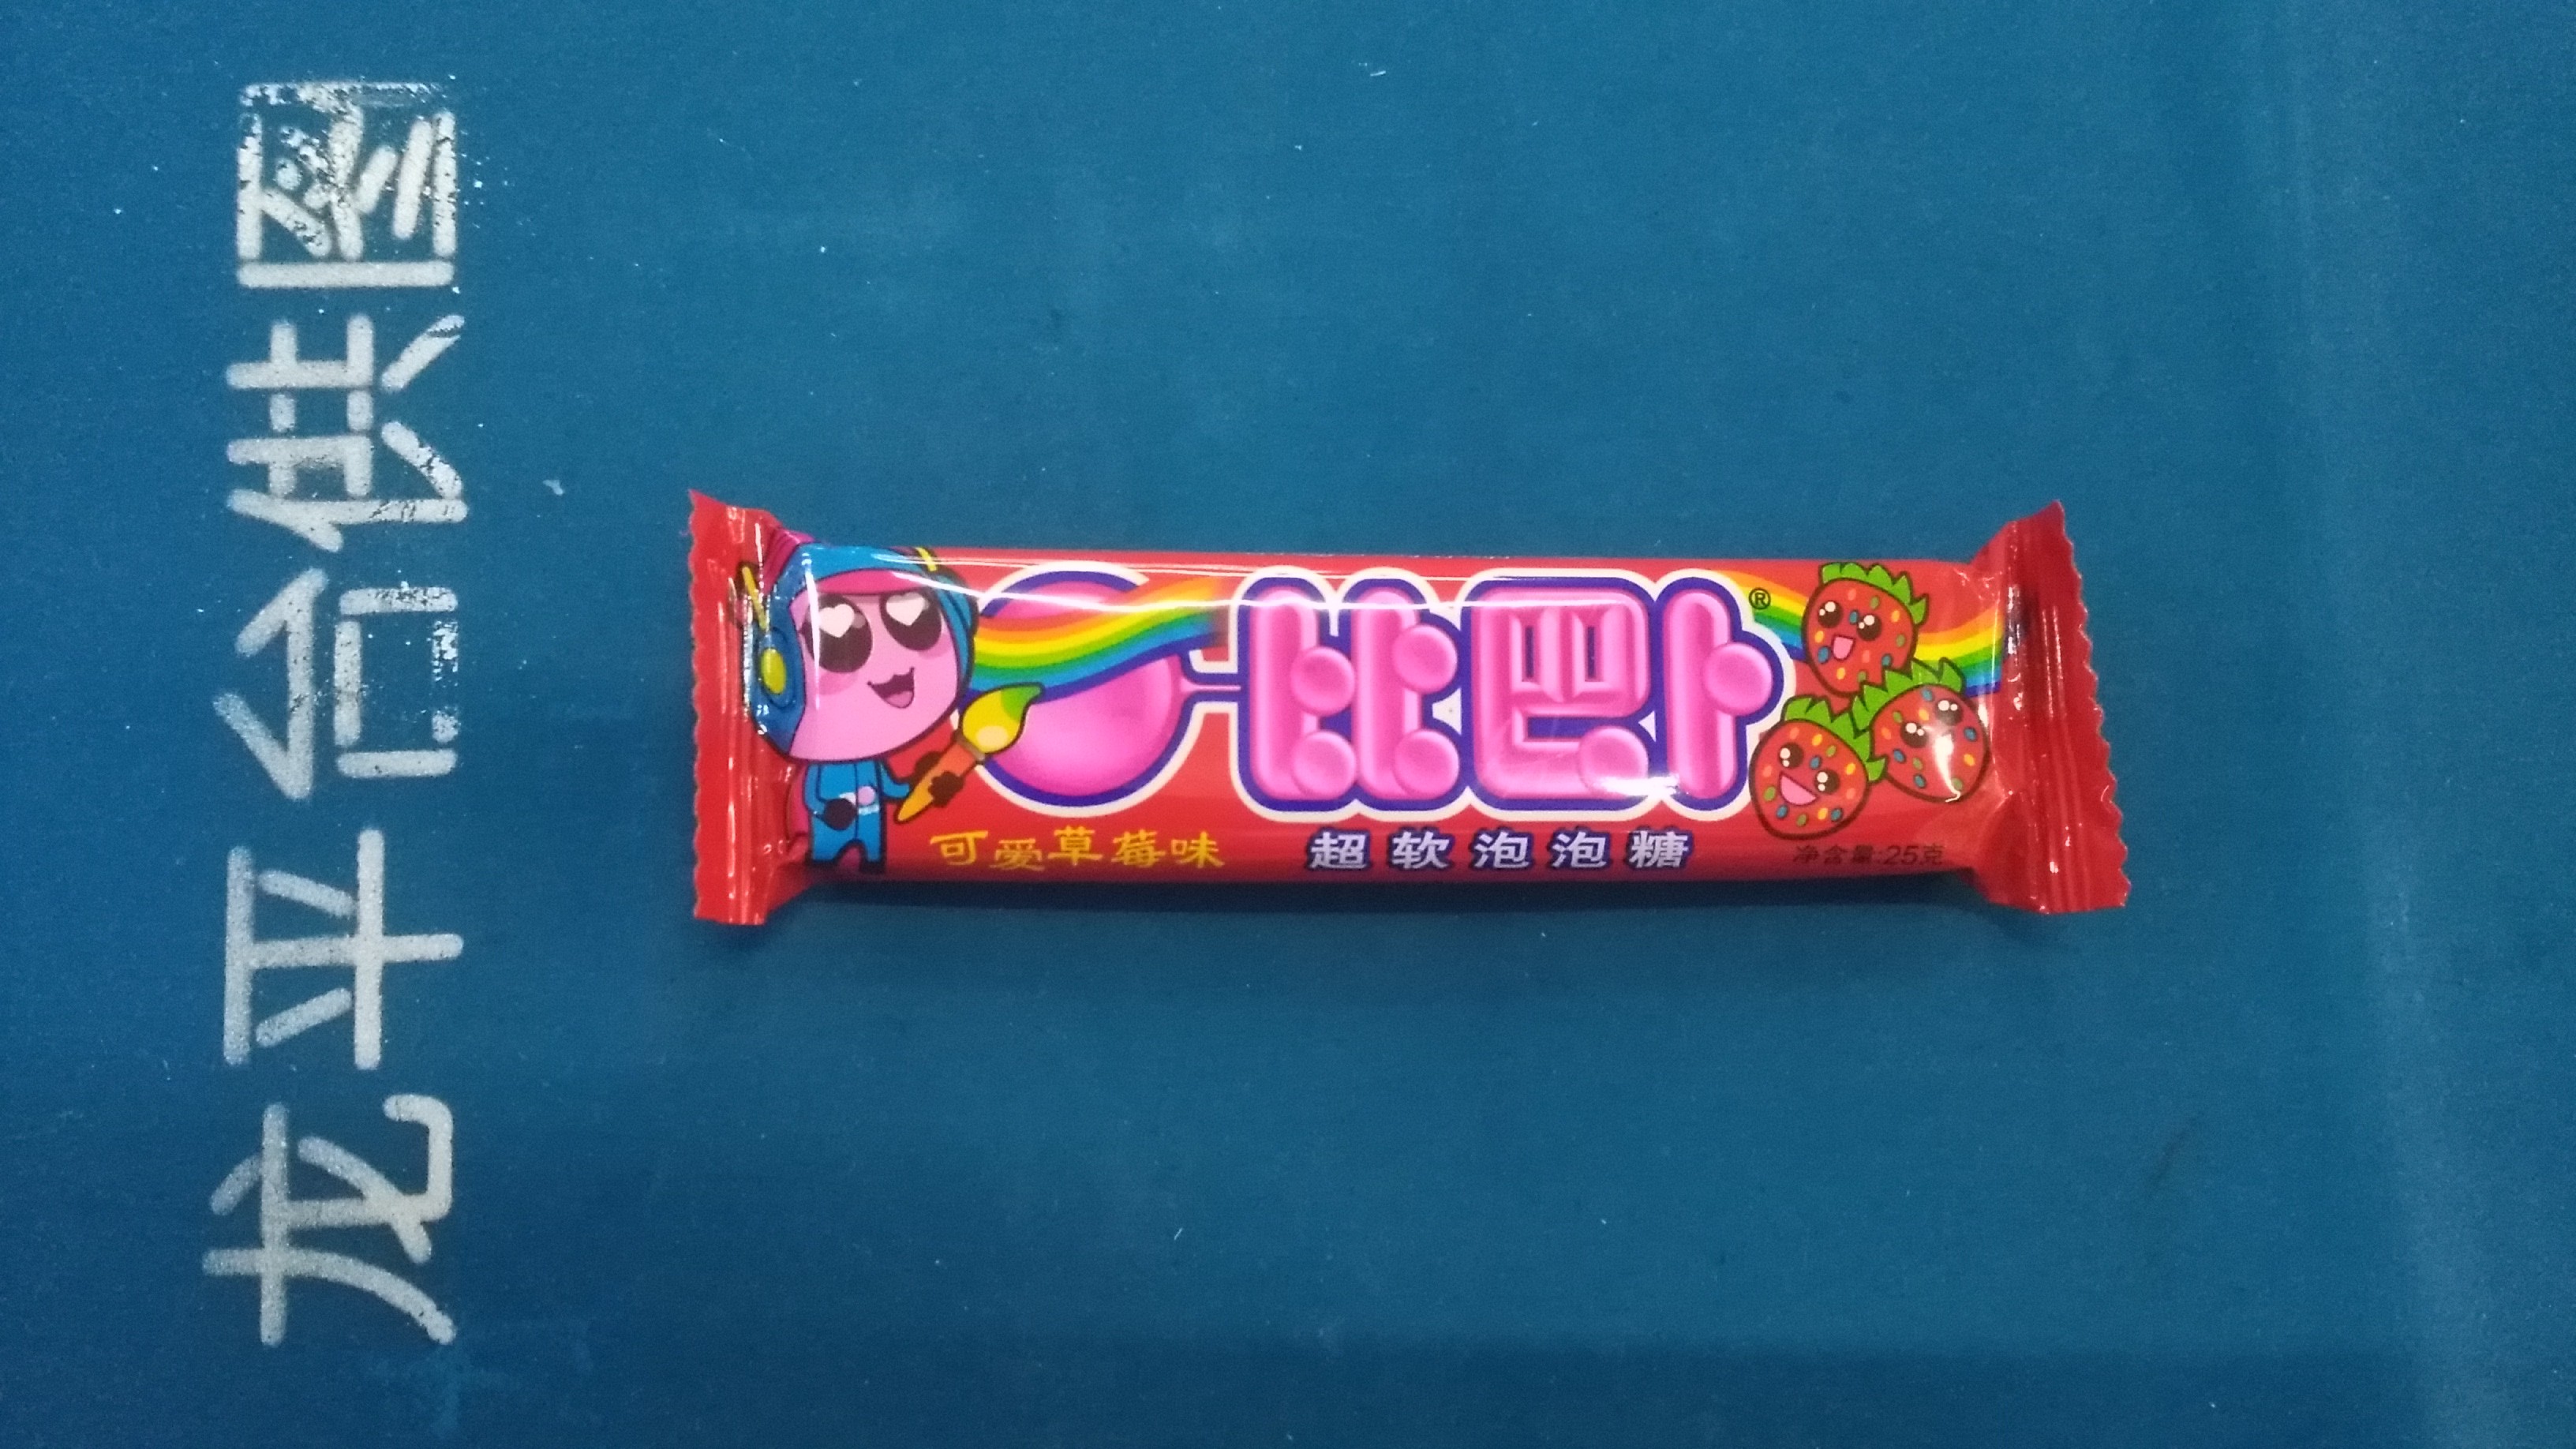 龙平台供图
比巴卜®
可爱草莓味
超软泡泡糖
净含量:25克